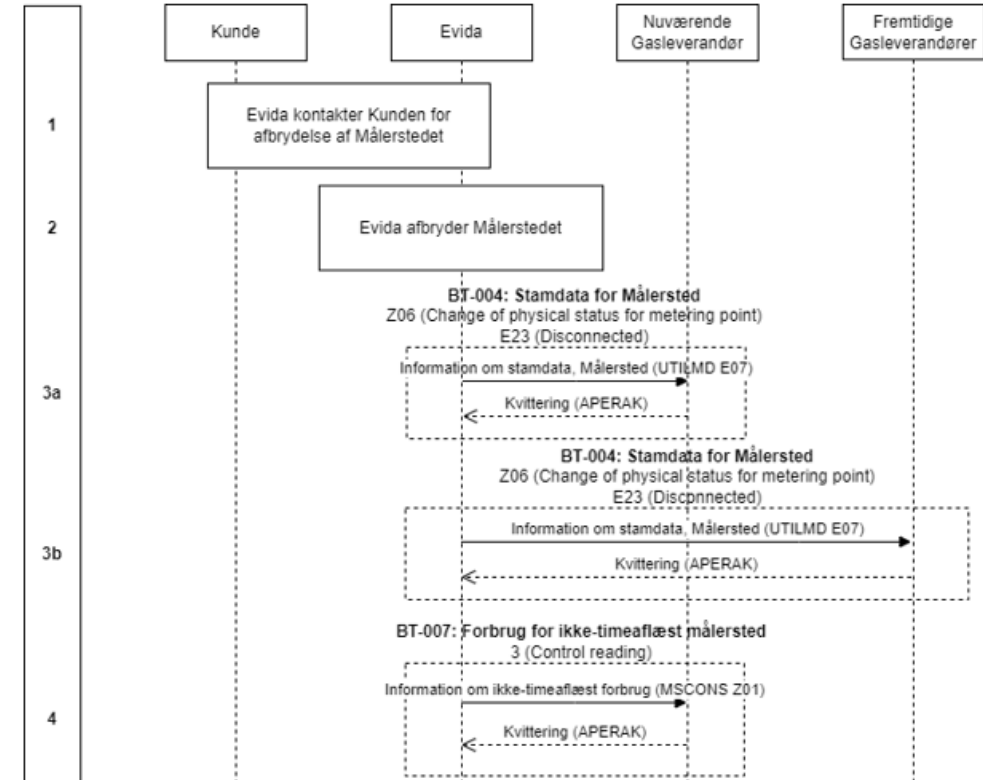 Kunde
Evida
Nuværende
Gasleverandør
Fremtidige
Gasleverandører
1
Evida kontakter Kunden for
afbrydelse af Målerstedet
2
Evida afbryder Målerstedet
BT-004: Stamdata for Målersted
Z06 (Change of physical status for metering point)
E23 (Disconnected)
3a
Information om stamdata, Målersted (UTILMD E07)
Kvittering (APERAK)
BT-004: Stamdata for Målersted
Z06 (Change of physical status for metering point)
E23 (Disconnected)
3b
Information om stamdata, Målersted (UTILMD E07)
Kvittering (APERAK)
BT-007: Forbrug for ikke-timeaflæst målersted
3 (Control reading)
4
Information om ikke-timeaflæst forbrug (MSCONS Z01)
Kvittering (APERAK)